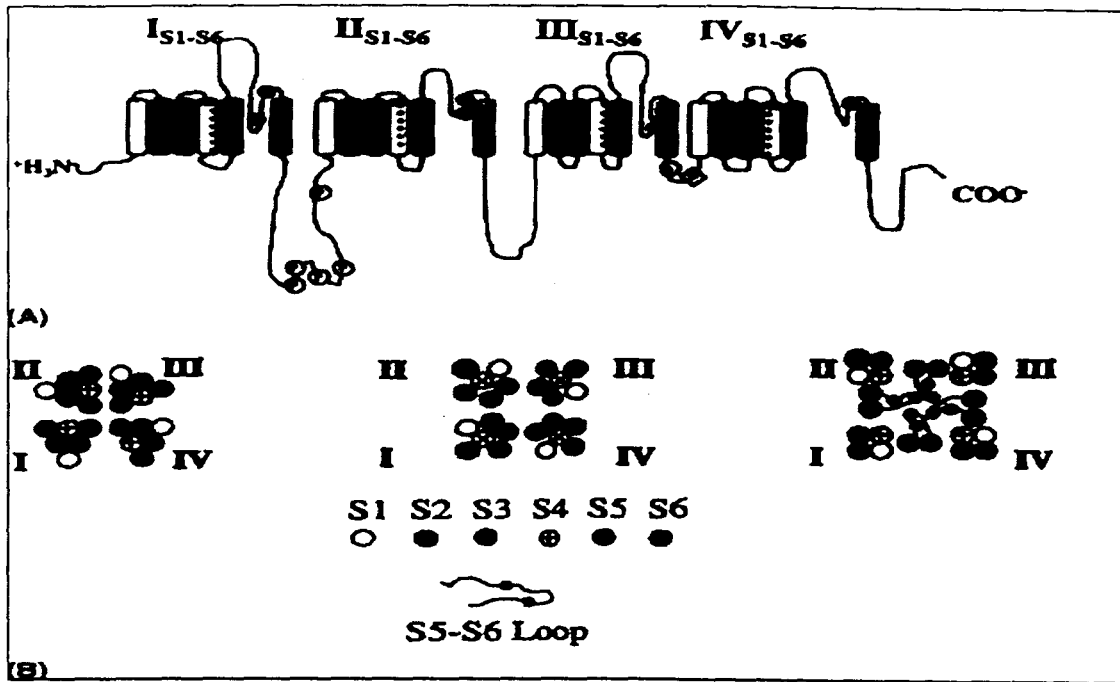 I S1-S6 II S1-S6 III S1-S6 IV S1-S6
+H3N
COO-
(A)
II III II III II III
I IV I IV I IV
S1 S2 S3 S4 S5 S6
S5-S6 Loop
(B)